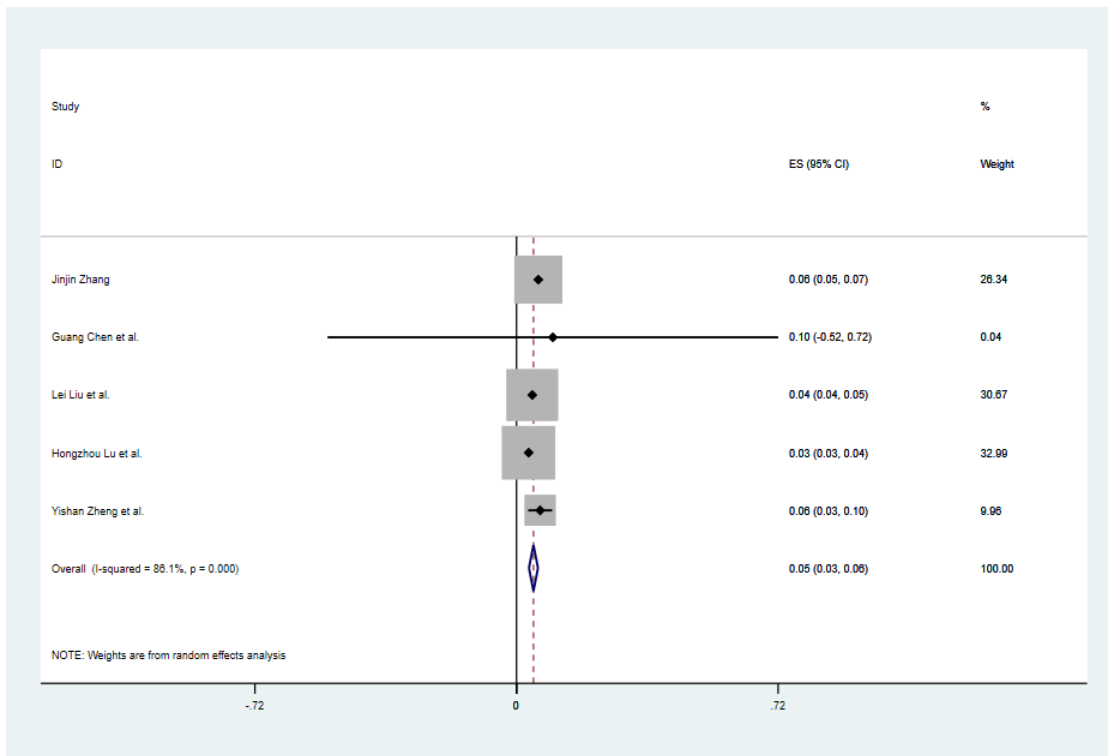 Study %
ID ES (95% CI) Weight
Jinjin Zhang 0.06 (0.05, 0.07) 26.34
Guang Chen et al. 0.10 (-0.52, 0.72) 0.04
Lei Liu et al. 0.04 (0.04, 0.05) 30.67
Hongzhou Lu et al. 0.03 (0.03, 0.04) 32.99
Yishan Zheng et al. 0.06 (0.03, 0.10) 9.96
Overall (I-squared = 86.1%, p = 0.000) 0.05 (0.03, 0.06) 100.00
NOTE: Weights are from random effects analysis
-.72 0 .72